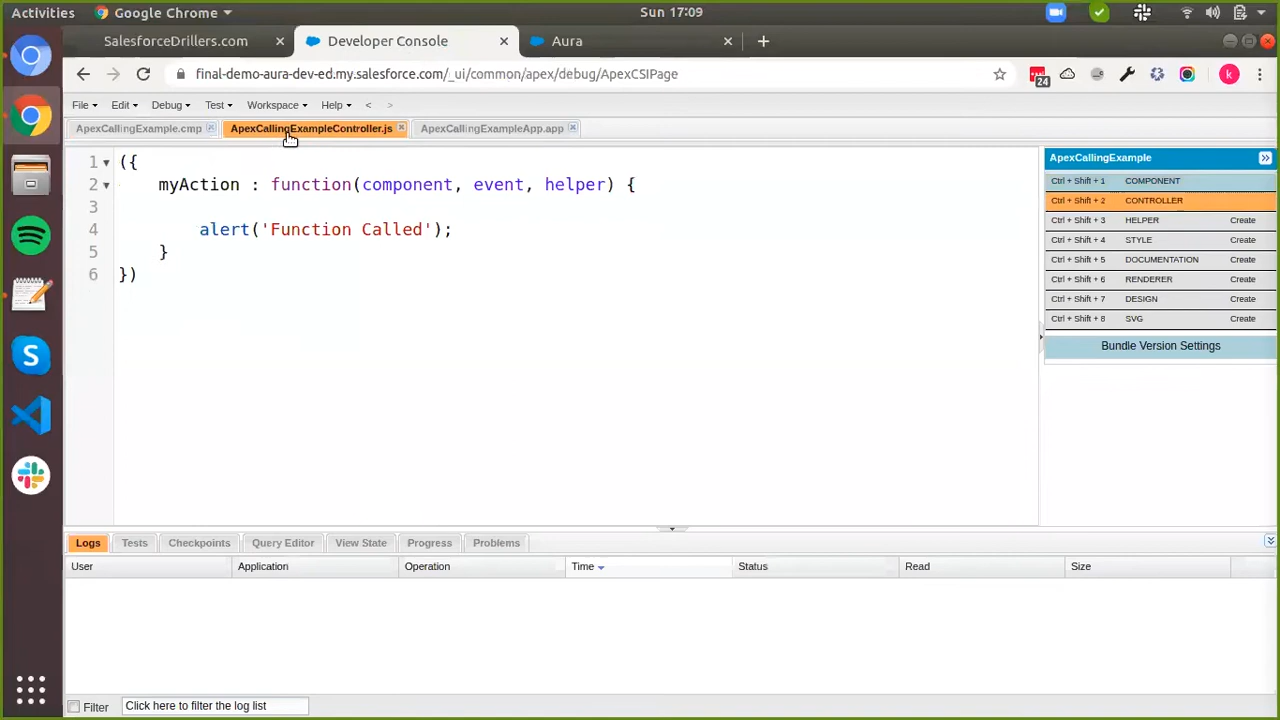 Activities
Google Chrome
Sun 17:09
SalesforceDrillers.com
Developer Console
Aura
final-demo-aura-dev-ed.my.salesforce.com/_ui/common/apex/debug/ApexCSIPage
24
k
File
Edit
Debug
Test
Workspace
Help
<
>
ApexCallingExample.cmp
ApexCallingExampleController.js
ApexCallingExampleApp.app
1 ({
2 myAction : function(component, event, helper) {
3
4 alert('Function Called');
5 }
6 })
ApexCallingExample
Ctrl + Shift + 1 COMPONENT
Ctrl + Shift + 2 CONTROLLER
Ctrl + Shift + 3 HELPER Create
Ctrl + Shift + 4 STYLE Create
Ctrl + Shift + 5 DOCUMENTATION Create
Ctrl + Shift + 6 RENDERER Create
Ctrl + Shift + 7 DESIGN Create
Ctrl + Shift + 8 SVG Create
Bundle Version Settings
Logs
Tests
Checkpoints
Query Editor
View State
Progress
Problems
User
Application
Operation
Time
Status
Read
Size
Filter
Click here to filter the log list